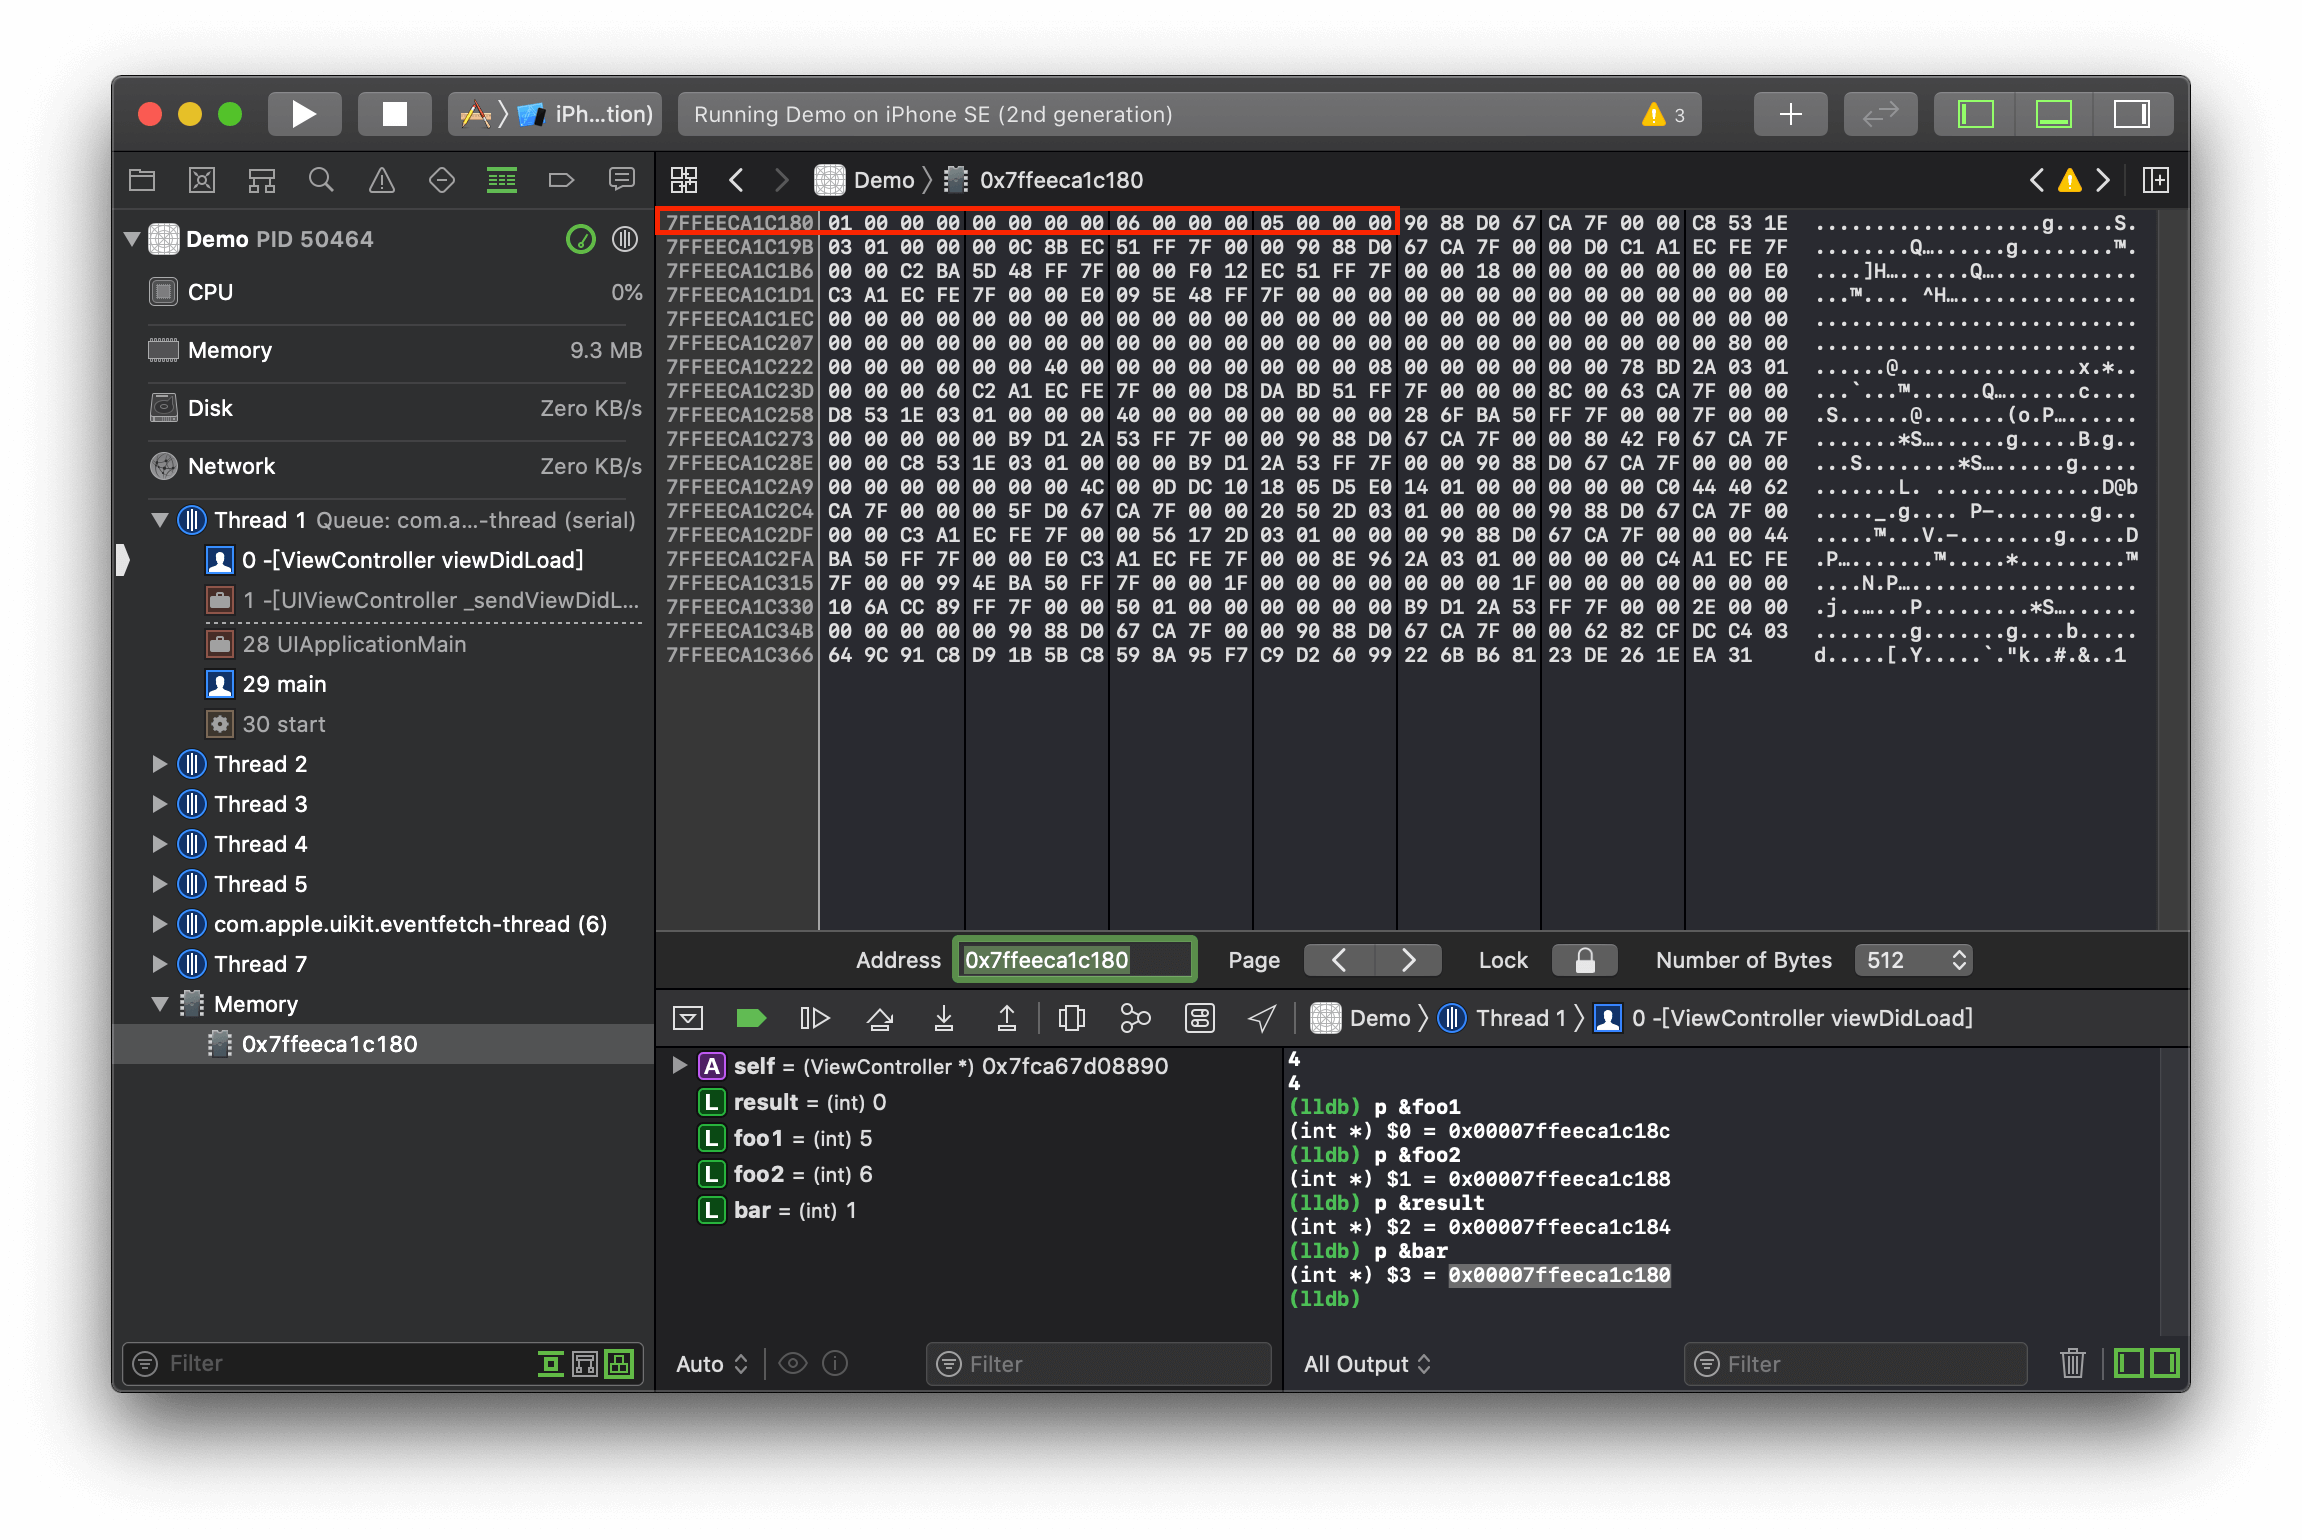 iPh...tion)
Running Demo on iPhone SE (2nd generation)
3
Demo PID 50464
CPU 0%
Memory 9.3 MB
Disk Zero KB/s
Network Zero KB/s
Thread 1 Queue: com.a...-thread (serial)
0 -[ViewController viewDidLoad]
1 -[UIViewController _sendViewDidL...
28 UIApplicationMain
29 main
30 start
Thread 2
Thread 3
Thread 4
Thread 5
com.apple.uikit.eventfetch-thread (6)
Thread 7
Memory
0x7ffeeca1c180
Filter
Demo 0x7ffeeca1c180
7FFEECA1C180 01 00 00 00 00 00 00 00 06 00 00 00 05 00 00 00 90 88 D0 67 CA 7F 00 00 C8 53 1E ...................g.....S.
7FFEECA1C19B 03 01 00 00 00 0C 8B EC 51 FF 7F 00 00 90 88 D0 67 CA 7F 00 00 D0 C1 A1 EC FE 7F ........Q…......g........™.
7FFEECA1C1B6 00 00 C2 BA 5D 48 FF 7F 00 00 F0 12 EC 51 FF 7F 00 00 18 00 00 00 00 00 00 00 E0 ....]H…......Q…............
7FFEECA1C1D1 C3 A1 EC FE 7F 00 00 E0 09 5E 48 FF 7F 00 00 00 00 00 00 00 00 00 00 00 00 00 00 ...™.... ^H…...............
7FFEECA1C1EC 00 00 00 00 00 00 00 00 00 00 00 00 00 00 00 00 00 00 00 00 00 00 00 00 00 00 00 ...........................
7FFEECA1C207 00 00 00 00 00 00 00 00 00 00 00 00 00 00 00 00 00 00 00 00 00 00 00 00 00 80 00 ...........................
7FFEECA1C222 00 00 00 00 00 00 40 00 00 00 00 00 00 00 00 08 00 00 00 00 00 00 78 BD 2A 03 01 ......@...............x.*..
7FFEECA1C23D 00 00 00 60 C2 A1 EC FE 7F 00 00 D8 DA BD 51 FF 7F 00 00 00 8C 00 63 CA 7F 00 00 ...`..™......Q…......c....
7FFEECA1C258 D8 53 1E 03 01 00 00 00 40 00 00 00 00 00 00 00 28 6F BA 50 FF 7F 00 00 7F 00 00 .S......@.......(o.P…......
7FFEECA1C273 00 00 00 00 00 B9 D1 2A 53 FF 7F 00 00 90 88 D0 67 CA 7F 00 00 80 42 F0 67 CA 7F .......*S…......g.....B.g..
7FFEECA1C28E 00 00 C8 53 1E 03 01 00 00 00 B9 D1 2A 53 FF 7F 00 00 90 88 D0 67 CA 7F 00 00 00 ...S........*S…......g.....
7FFEECA1C2A9 00 00 00 00 00 00 00 4C 00 0D DC 10 18 05 D5 E0 14 01 00 00 00 00 C0 44 40 62 .......L. .............D@b
7FFEECA1C2C4 CA 7F 00 00 00 5F D0 67 CA 7F 00 00 20 50 2D 03 01 00 00 00 90 88 D0 67 CA 7F 00 ....._.g.... P-........g...
7FFEECA1C2DF 00 00 C3 A1 EC FE 7F 00 00 56 17 2D 03 01 00 00 00 90 88 D0 67 CA 7F 00 00 00 44 .....™...V.-........g.....D
7FFEECA1C2FA BA 50 FF 7F 00 00 E0 C3 A1 EC FE 7F 00 00 8E 96 2A 03 01 00 00 00 00 C4 A1 EC FE .P…......™.....*.........™
7FFEECA1C315 7F 00 00 99 4E BA 50 FF 7F 00 00 1F 00 00 00 00 00 00 00 1F 00 00 00 00 00 00 00 ....N.P…...................
7FFEECA1C330 10 6A CC 89 FF 7F 00 00 50 01 00 00 00 00 00 00 B9 D1 2A 53 FF 7F 00 00 2E 00 00 .j..…...P.........*S…......
7FFEECA1C34B 00 00 00 00 00 90 88 D0 67 CA 7F 00 00 90 88 D0 67 CA 7F 00 00 62 82 CF DC C4 03 ........g.......g....b.....
7FFEECA1C366 64 9C 91 C8 D9 1B 5B C8 59 8A 95 F7 C9 D2 60 99 22 6B B6 81 23 DE 26 1E EA 31 d.....[.Y.....`."k..#.&..1
Address 0x7ffeeca1c180 Page Lock Number of Bytes 512
Demo Thread 1 0 -[ViewController viewDidLoad]
A self = (ViewController *) 0x7fca67d08890
L result = (int) 0
L foo1 = (int) 5
L foo2 = (int) 6
L bar = (int) 1
Auto Filter
4
4
(lldb) p &foo1
(int *) $0 = 0x00007ffeeca1c18c
(lldb) p &foo2
(int *) $1 = 0x00007ffeeca1c188
(lldb) p &result
(int *) $2 = 0x00007ffeeca1c184
(lldb) p &bar
(int *) $3 = 0x00007ffeeca1c180
(lldb)
All Output Filter